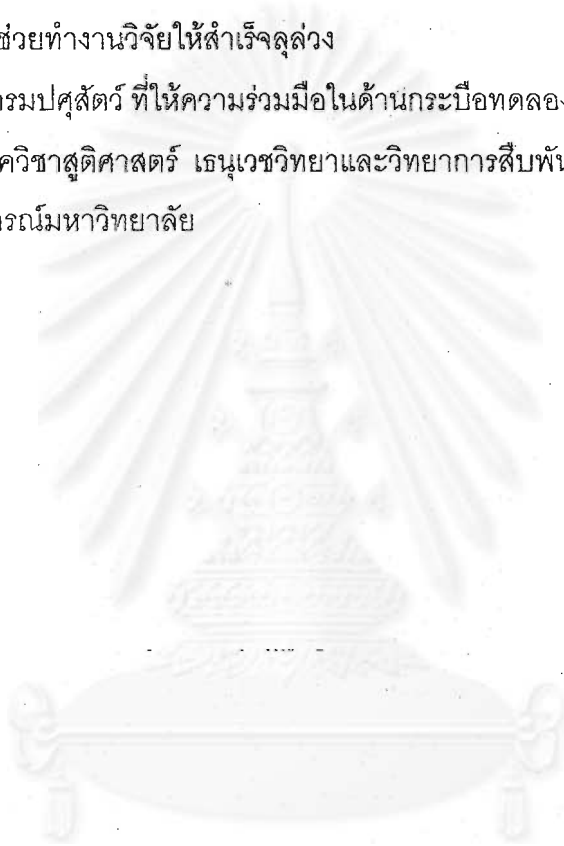 ช่วยทำงานวิจัยให้สำเร็จลุล่วง
รมปศุสัตว์ ที่ให้ความร่วมมือในด้านกระบือทดลอง
ควิชาสูติศาสตร์ เธนุเวชวิทยาและวิทยาการสืบพัน
รณ์มหาวิทยาลัย